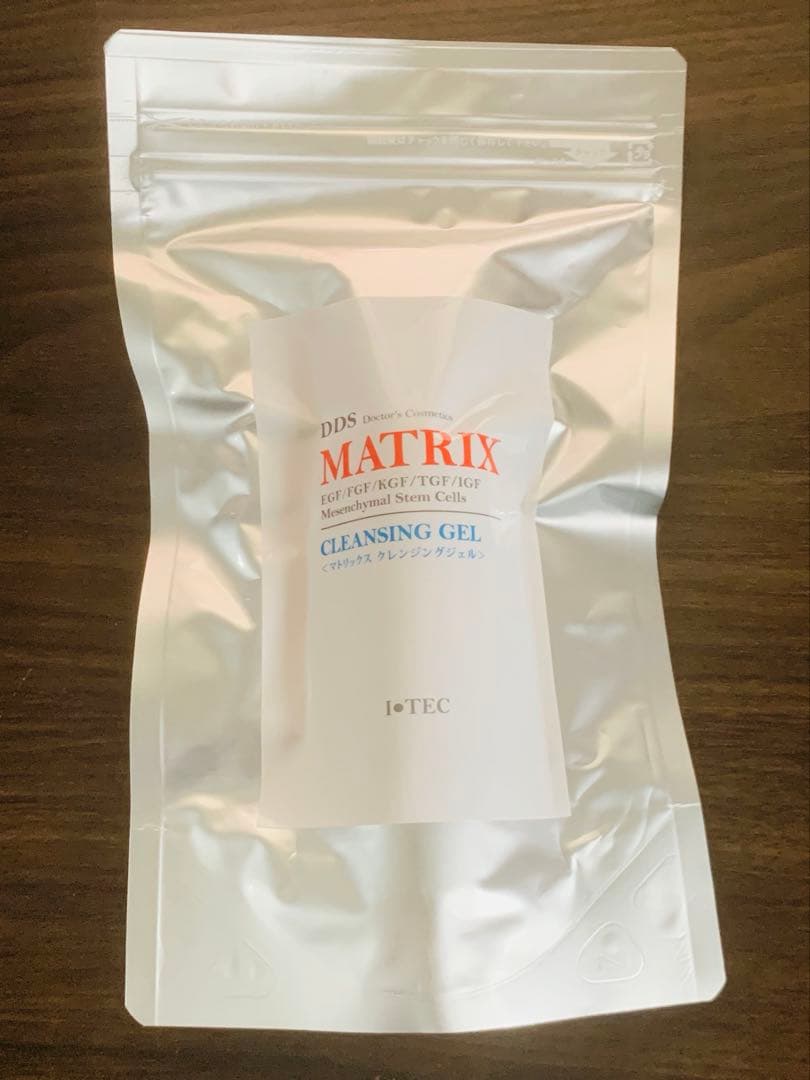 DDS Doctor's Cosmetics
MATRIX
EGF/FGF/KGF/TGF/IGF
Mesenchymal Stem Cells
CLEANSING GEL
＜マトリックス クレンジングジェル＞
I●TEC